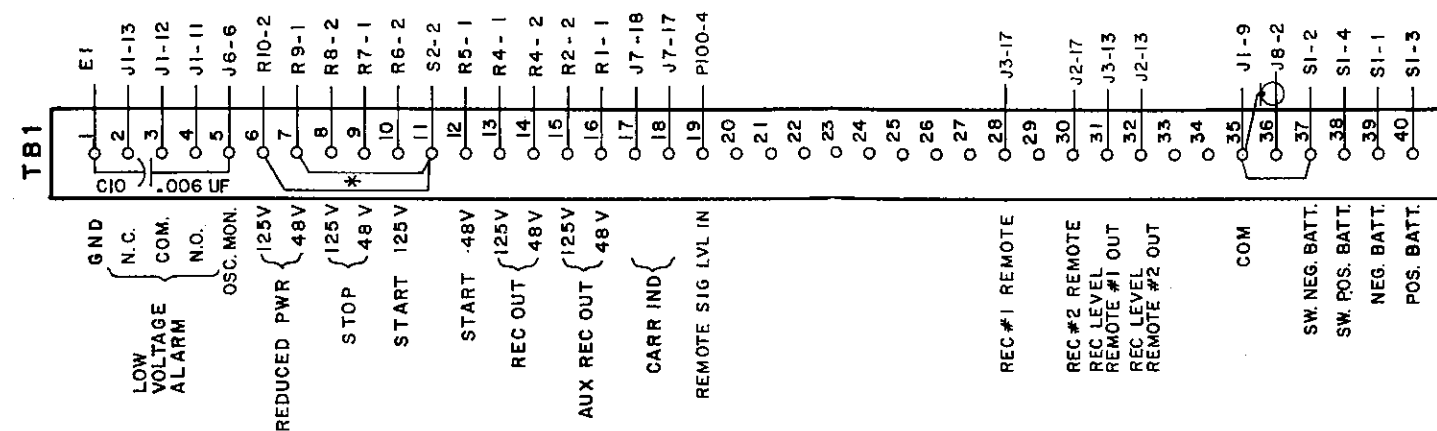 TB1
E1
J1-13
J1-12
J1-11
J6-6
R10-2
R9-1
R8-2
R7-1
R6-2
S2-2
R5-1
R4-1
R4-2
R2-2
R1-1
J7-18
J7-17
P100-4
J3-17
J2-17
J3-13
J2-13
J1-9
J8-2
S1-2
S1-4
S1-1
S1-3
1
2
3
4
5
6
7
8
9
10
11
12
13
14
15
16
17
18
19
20
21
22
23
24
25
26
27
28
29
30
31
32
33
34
35
36
37
38
39
40
C10
.006 UF
*
*
GND
N.C.
COM.
N.O.
LOW
VOLTAGE
ALARM
OSC. MON.
125V
48V
REDUCED PWR
125V
48V
STOP
START 125V
START 48V
125V
48V
REC OUT
125V
48V
AUX REC OUT
CARR IND
REMOTE SIG LVL IN
REC #1 REMOTE
REC #2 REMOTE
REC LEVEL
REMOTE #1 OUT
REC LEVEL
REMOTE #2 OUT
COM
SW. NEG. BATT.
SW. POS. BATT.
NEG. BATT.
POS. BATT.